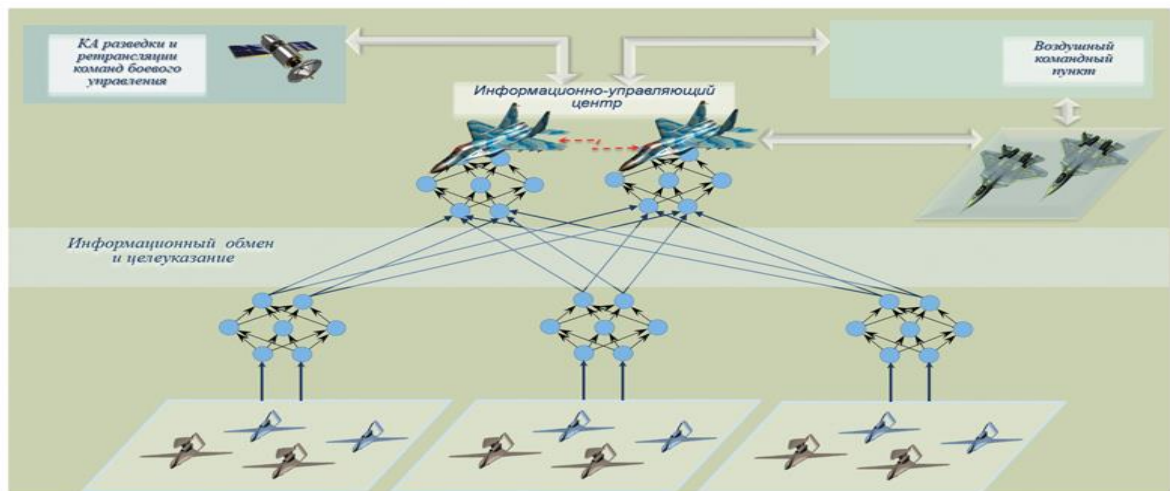 КА разведки и
ретрансляции
команд боевого
управления
Воздушный
командный
пункт
Информационно-управляющий
центр
Информационный обмен
и целеуказание